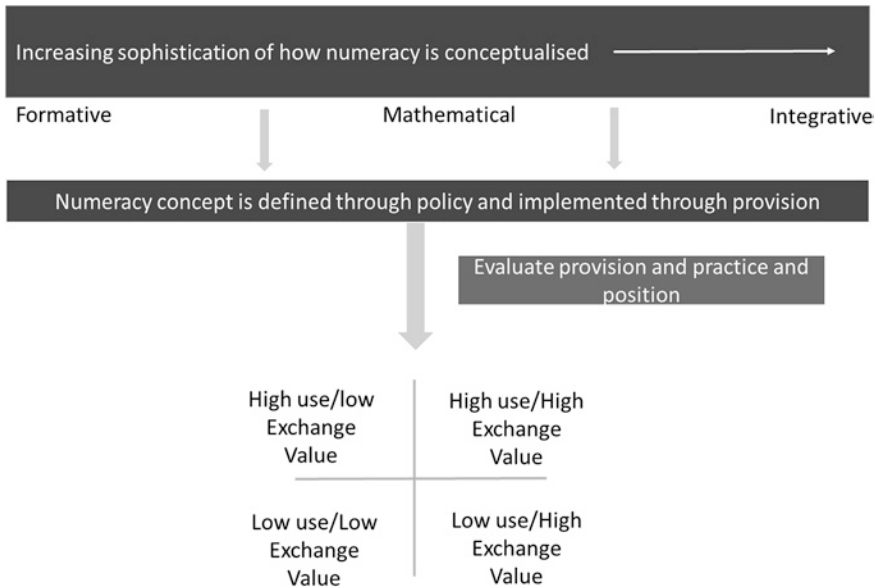 Increasing sophistication of how numeracy is conceptualised
Formative
Mathematical
Integrative
Numeracy concept is defined through policy and implemented through provision
Evaluate provision and practice and
position
High use/low
Exchange
Value
High use/High
Exchange
Value
Low use/Low
Exchange
Value
Low use/High
Exchange
Value